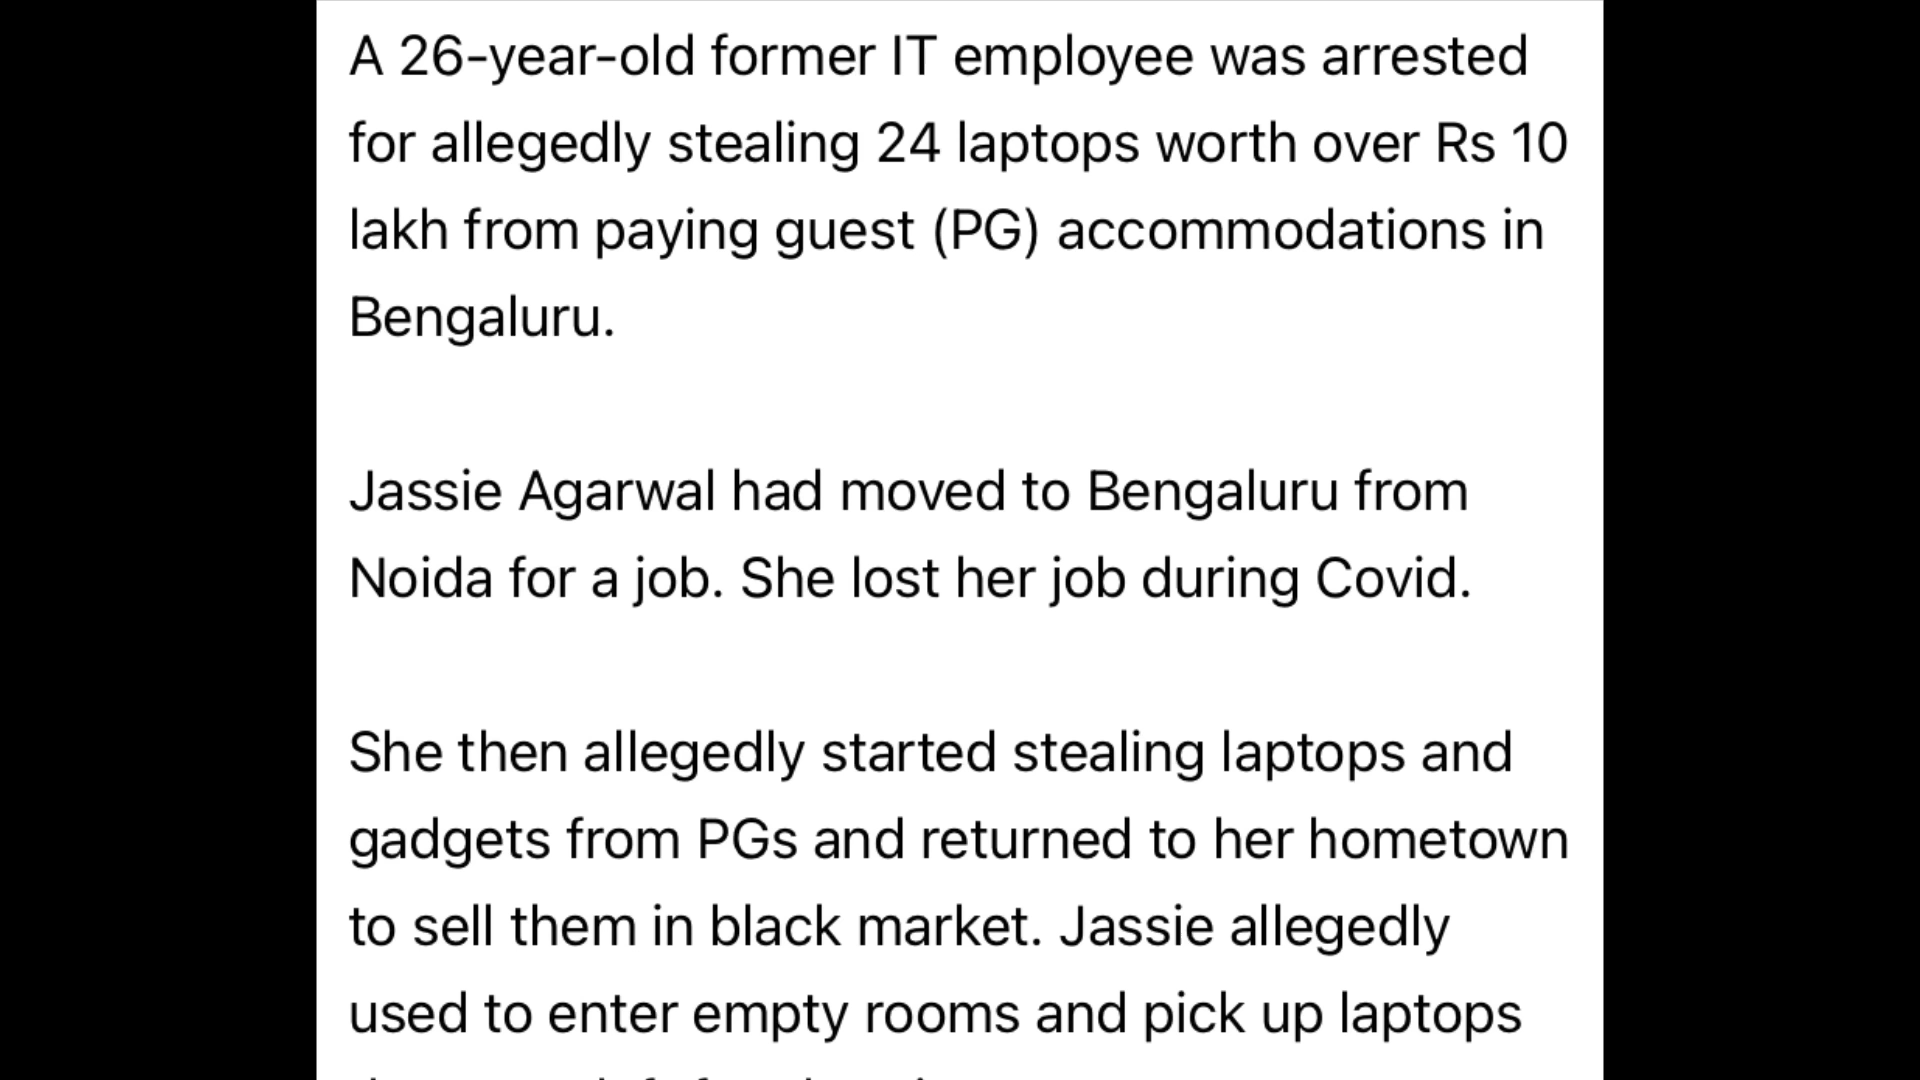 A 26-year-old former IT employee was arrested
for allegedly stealing 24 laptops worth over Rs 10
lakh from paying guest (PG) accommodations in
Bengaluru.
Jassie Agarwal had moved to Bengaluru from
Noida for a job. She lost her job during Covid.
She then allegedly started stealing laptops and
gadgets from PGs and returned to her hometown
to sell them in black market. Jassie allegedly
used to enter empty rooms and pick up laptops